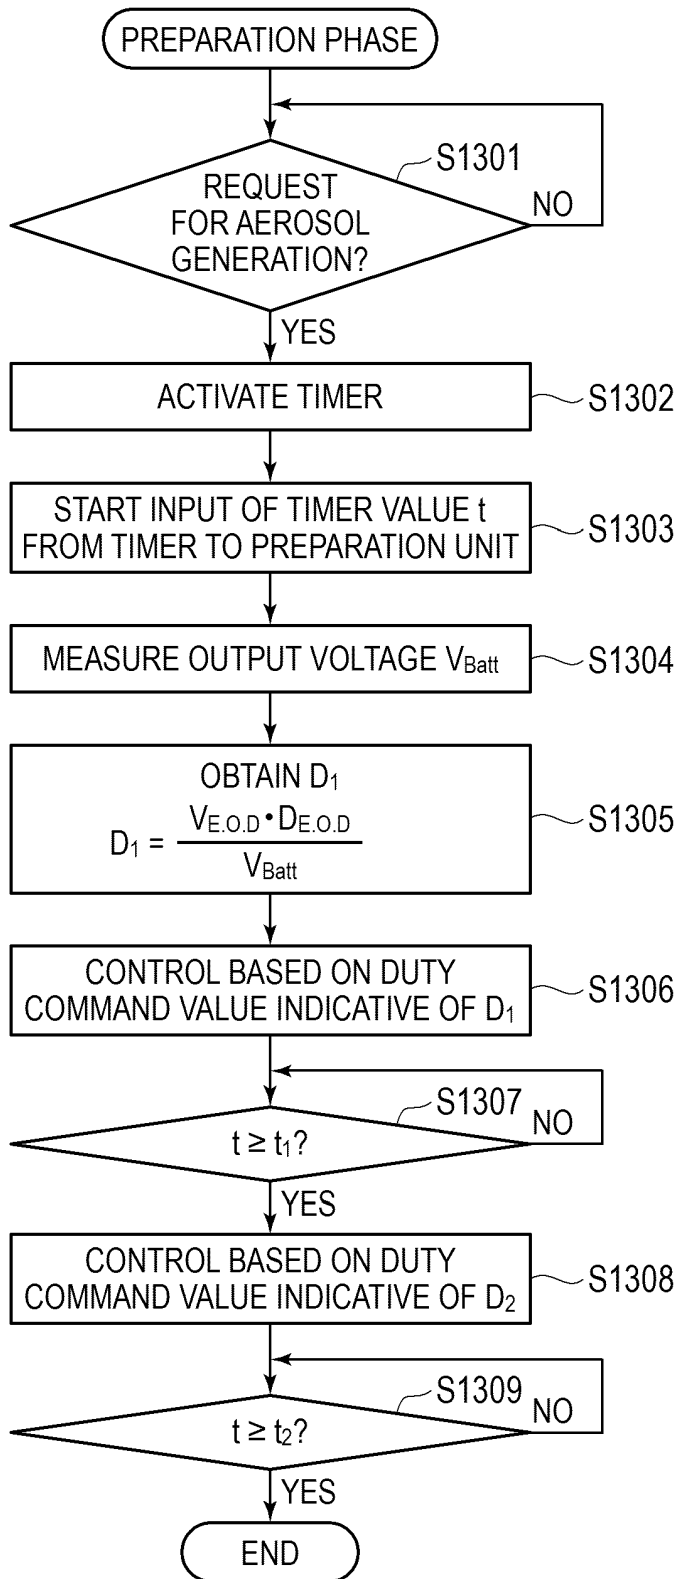 PREPARATION PHASE
S1301
REQUEST
FOR AEROSOL
GENERATION?
NO
YES
ACTIVATE TIMER
S1302
START INPUT OF TIMER VALUE t
FROM TIMER TO PREPARATION UNIT
S1303
MEASURE OUTPUT VOLTAGE VBatt
S1304
OBTAIN D1
D1 = VE.O.D • DE.O.D / VBatt
S1305
CONTROL BASED ON DUTY
COMMAND VALUE INDICATIVE OF D1
S1306
S1307
t ≥ t1?
NO
YES
CONTROL BASED ON DUTY
COMMAND VALUE INDICATIVE OF D2
S1308
S1309
t ≥ t2?
NO
YES
END